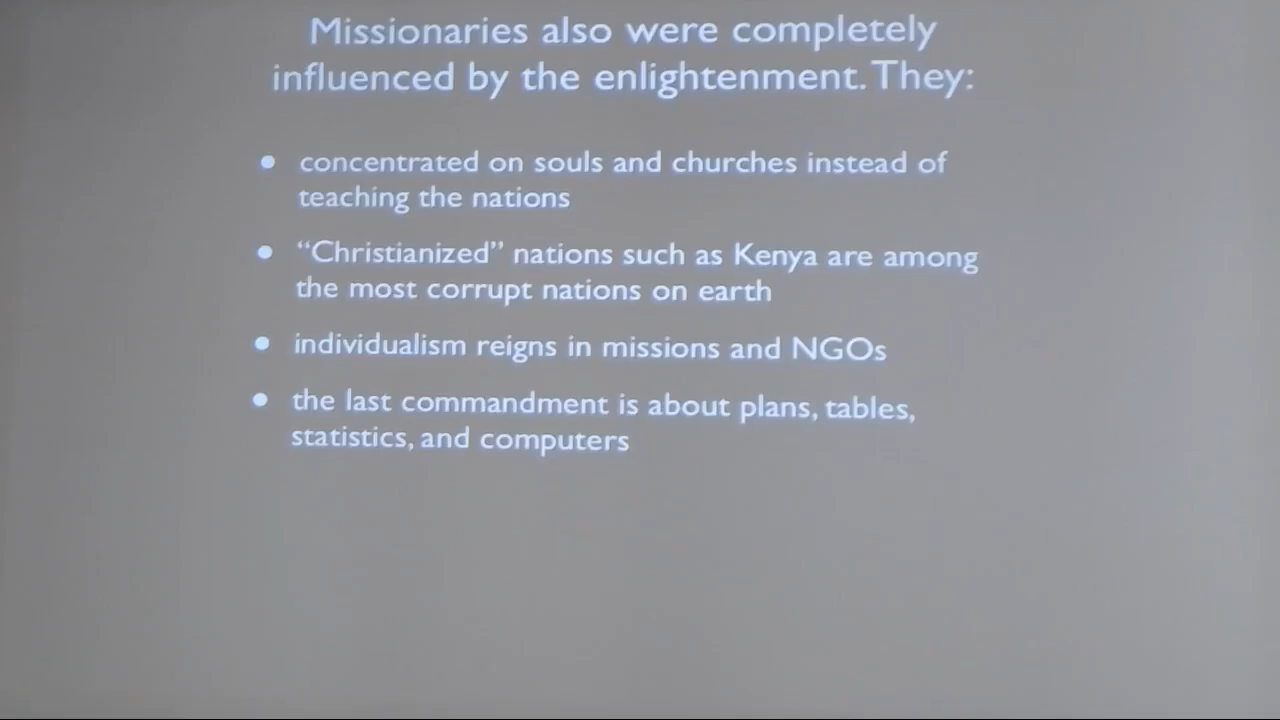 Missionaries also were completely
influenced by the enlightenment. They:
• concentrated on souls and churches instead of
teaching the nations
• “Christianized” nations such as Kenya are among
the most corrupt nations on earth
• individualism reigns in missions and NGOs
• the last commandment is about plans, tables,
statistics, and computers